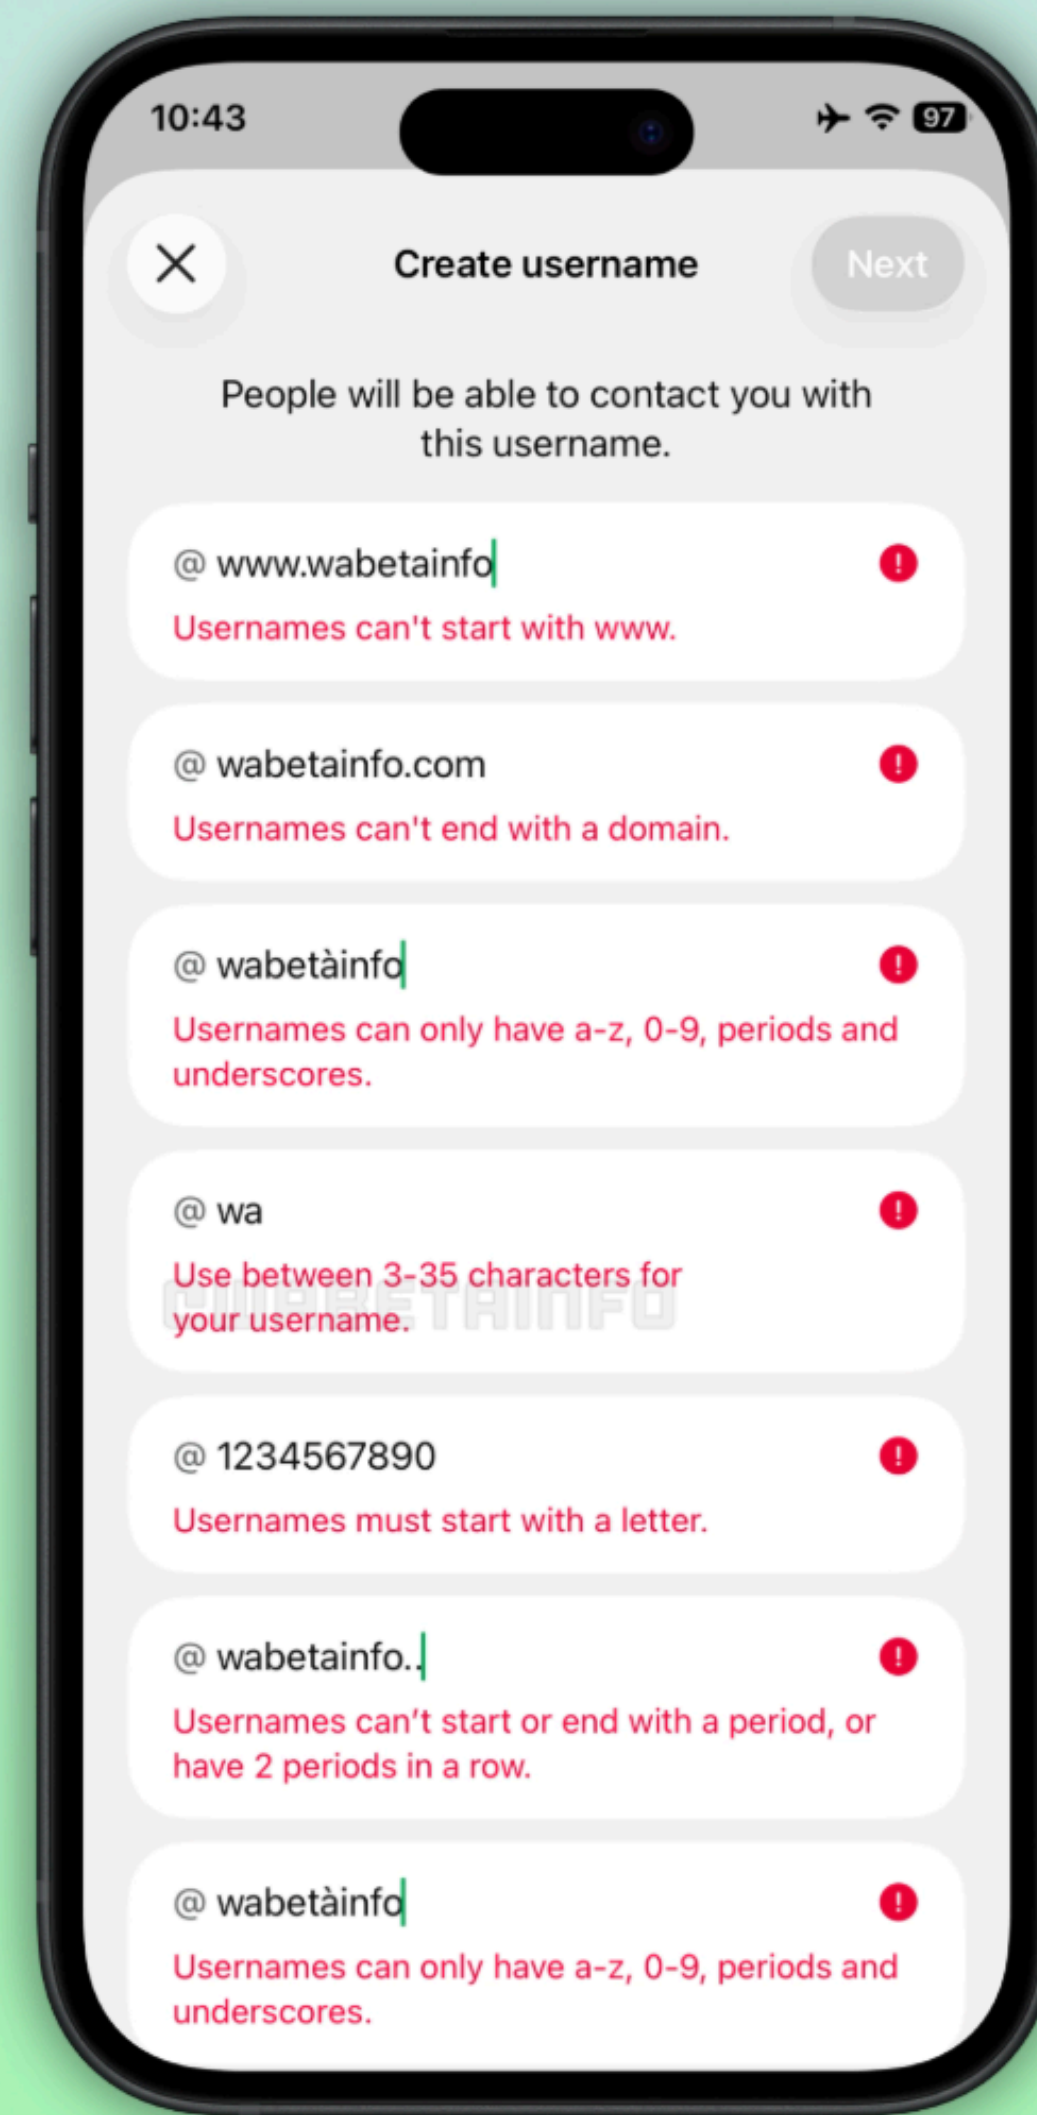 10:43
97
Create username
Next
People will be able to contact you with
this username.
@ www.wabetainfo
Usernames can't start with www.
@ wabetainfo.com
Usernames can't end with a domain.
@ wabetàinfo
Usernames can only have a-z, 0-9, periods and
underscores.
@ wa
Use between 3-35 characters for
your username.
@WABETAINFO
@ 1234567890
Usernames must start with a letter.
@ wabetainfo..
Usernames can’t start or end with a period, or
have 2 periods in a row.
@ wabetàinfo
Usernames can only have a-z, 0-9, periods and
underscores.